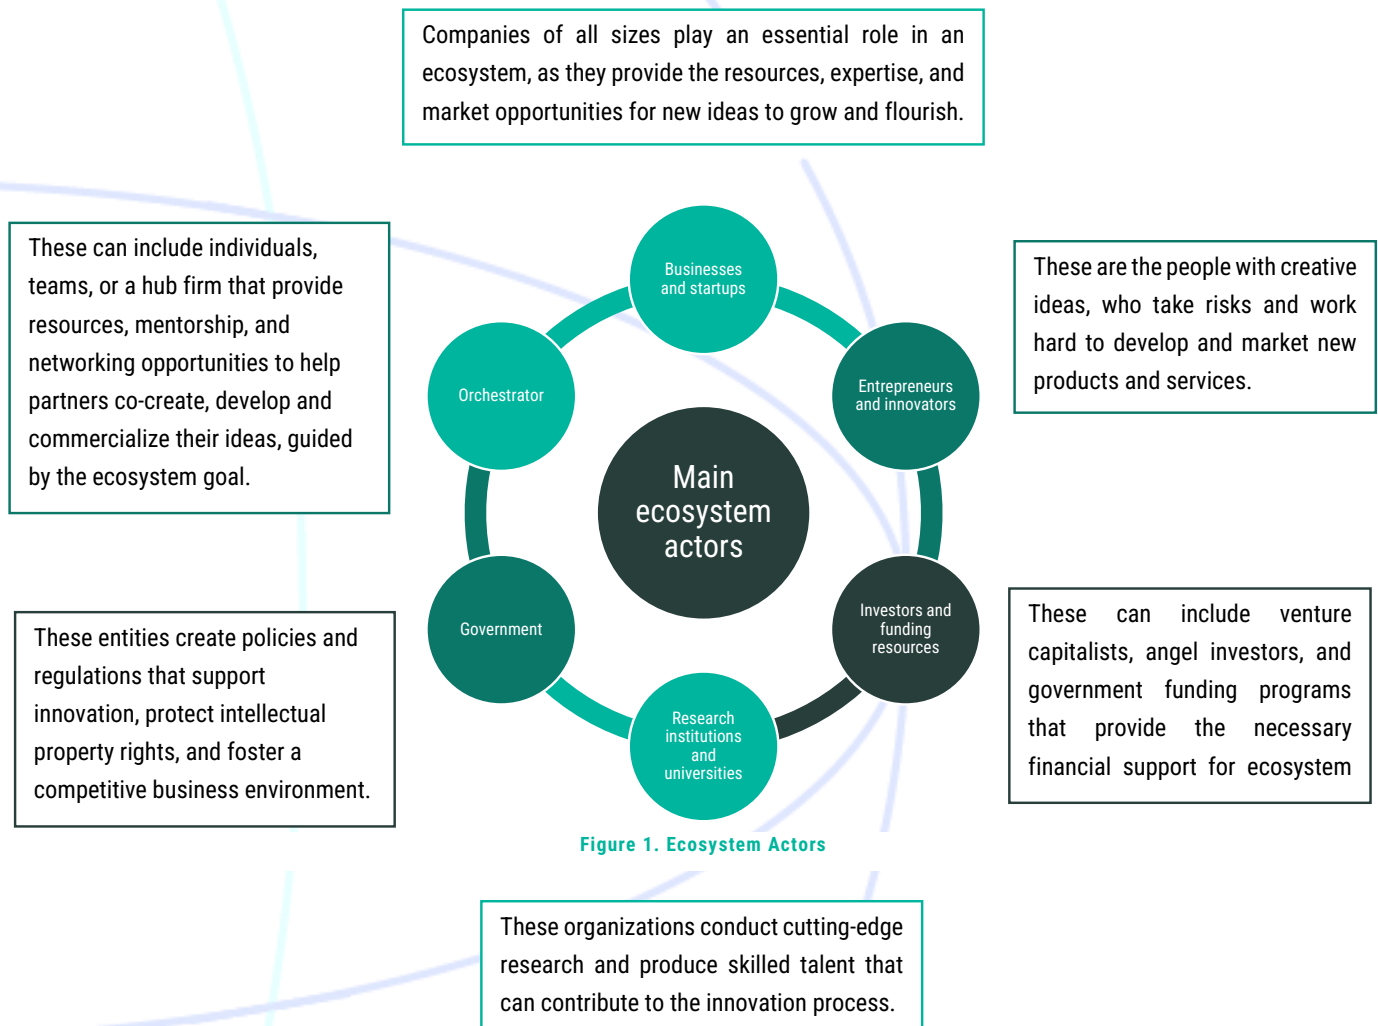 Companies of all sizes play an essential role in an
ecosystem, as they provide the resources, expertise, and
market opportunities for new ideas to grow and flourish.
These can include individuals,
teams, or a hub firm that provide
resources, mentorship, and
networking opportunities to help
partners co-create, develop and
commercialize their ideas, guided
by the ecosystem goal.
Businesses
and startups
These are the people with creative
ideas, who take risks and work
hard to develop and market new
products and services.
Orchestrator
Entrepreneurs
and innovators
Main
ecosystem
actors
These entities create policies and
regulations that support
innovation, protect intellectual
property rights, and foster a
competitive business environment.
Government
Investors and
funding
resources
These can include venture
capitalists, angel investors, and
government funding programs
that provide the necessary
financial support for ecosystem
Research
institutions
and
universities
Figure 1. Ecosystem Actors
These organizations conduct cutting-edge
research and produce skilled talent that
can contribute to the innovation process.